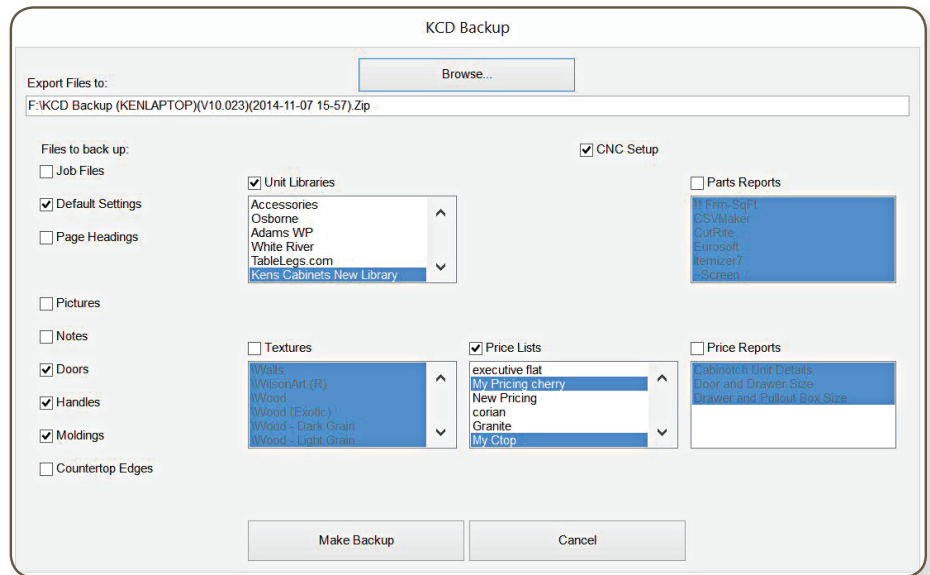 KCD Backup
Browse...
Export Files to:
F:\KCD Backup (KENLAPTOP)(V10.023)(2014-11-07 15-57).Zip
Files to back up:
CNC Setup
Job Files
Unit Libraries
Parts Reports
Default Settings
Page Headings
Accessories
Osborne
Adams WP
White River
TableLegs.com
Kens Cabinets New Library
!! Frm-SqFt
CSVMaker
CutRite
Eurosoft
Itemizer7
~Screen
Pictures
Notes
Doors
Handles
Moldings
Countertop Edges
Textures
\Walls
\WilsonArt (R)
\Wood
\Wood (Exotic)
\Wood - Dark Grain
\Wood - Light Grain
Price Lists
executive flat
My Pricing cherry
New Pricing
corian
Granite
My Ctop
Price Reports
Cabinotch Unit Details
Door and Drawer Size
Drawer and Pullout Box Size
Make Backup
Cancel